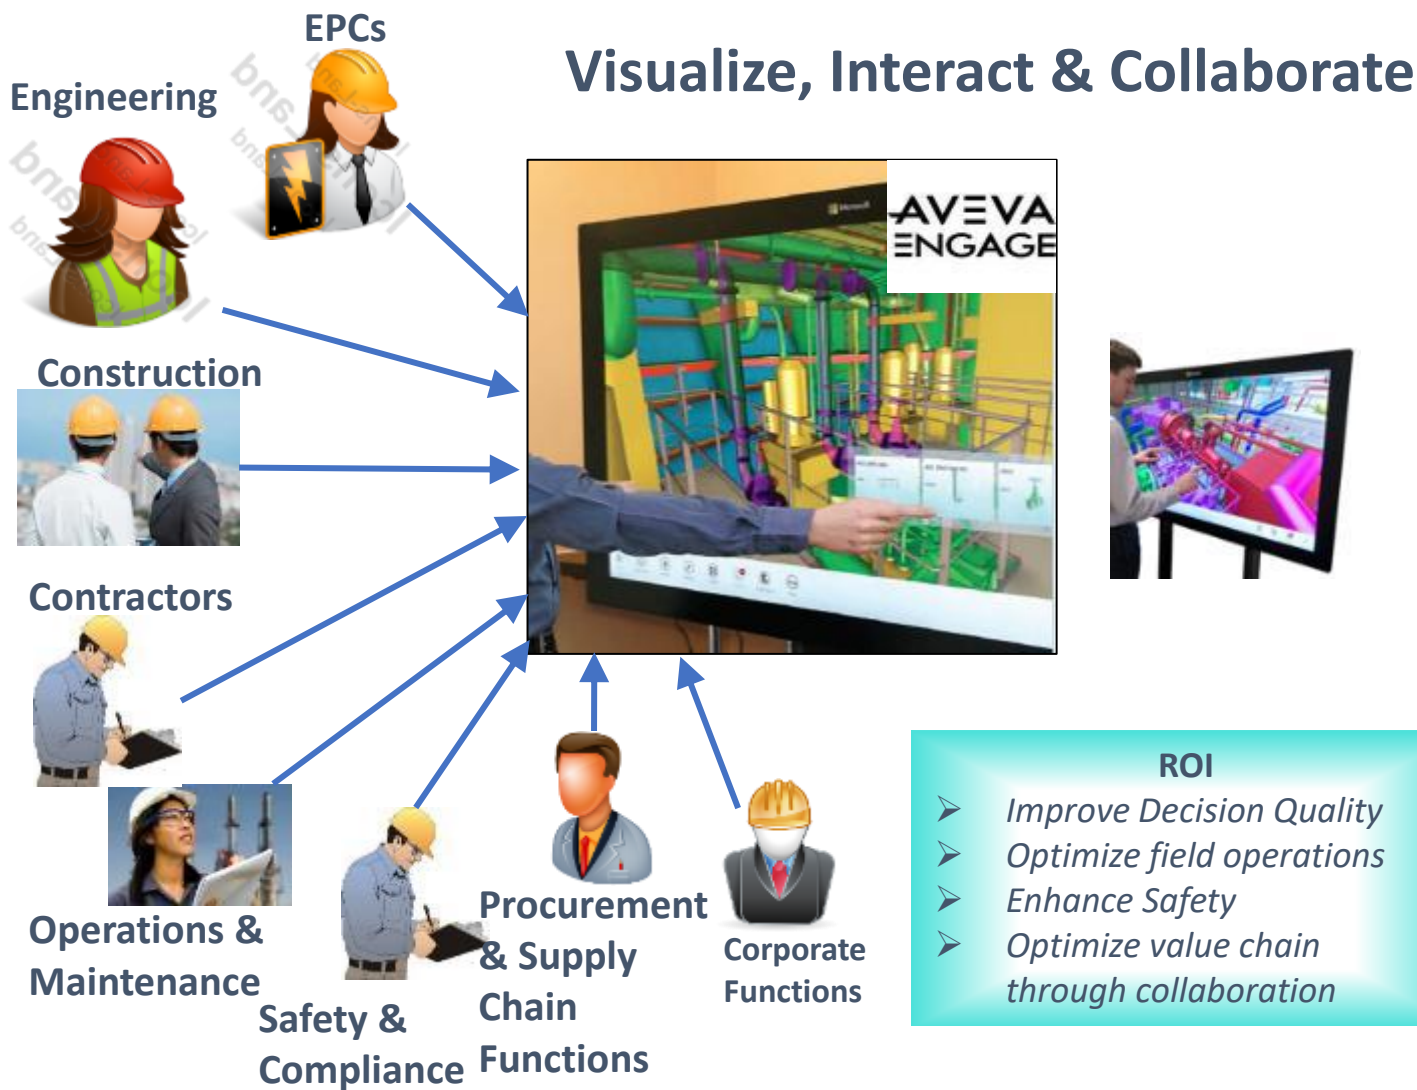 EPCs
Visualize, Interact & Collaborate
Engineering
AVEVA
ENGAGE
Microsoft
Construction
Contractors
Operations &
Maintenance
Safety &
Compliance
Procurement
& Supply
Chain
Functions
Corporate
Functions
ROI
Improve Decision Quality
Optimize field operations
Enhance Safety
Optimize value chain
through collaboration